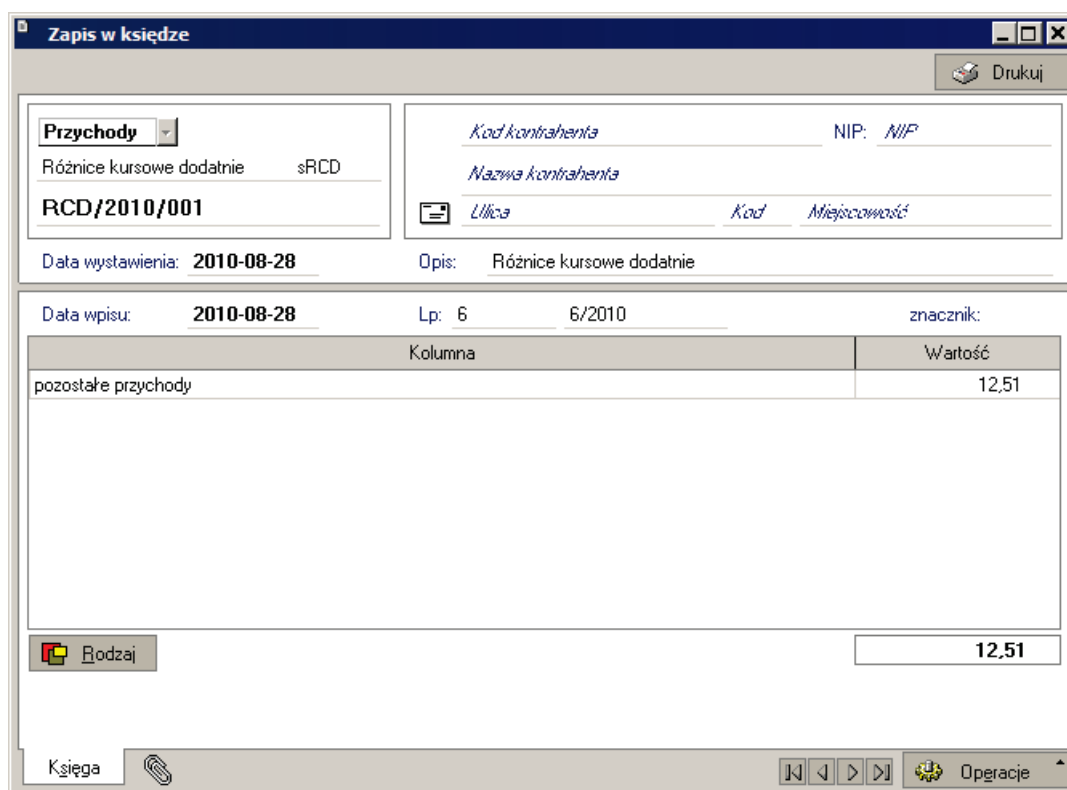 Zapis w księdze
Drukuj
Przychody
Różnice kursowe dodatnie sRCD
RCD/2010/001
Kod kontrahenta NIP: NIP
Nazwa kontrahenta
Ulica Kod Miejscowość
Data wystawienia: 2010-08-28 Opis: Różnice kursowe dodatnie
Data wpisu: 2010-08-28 Lp: 6 6/2010 znacznik:
Kolumna Wartość
pozostałe przychody 12,51
Rodzaj 12,51
Księga Operacje